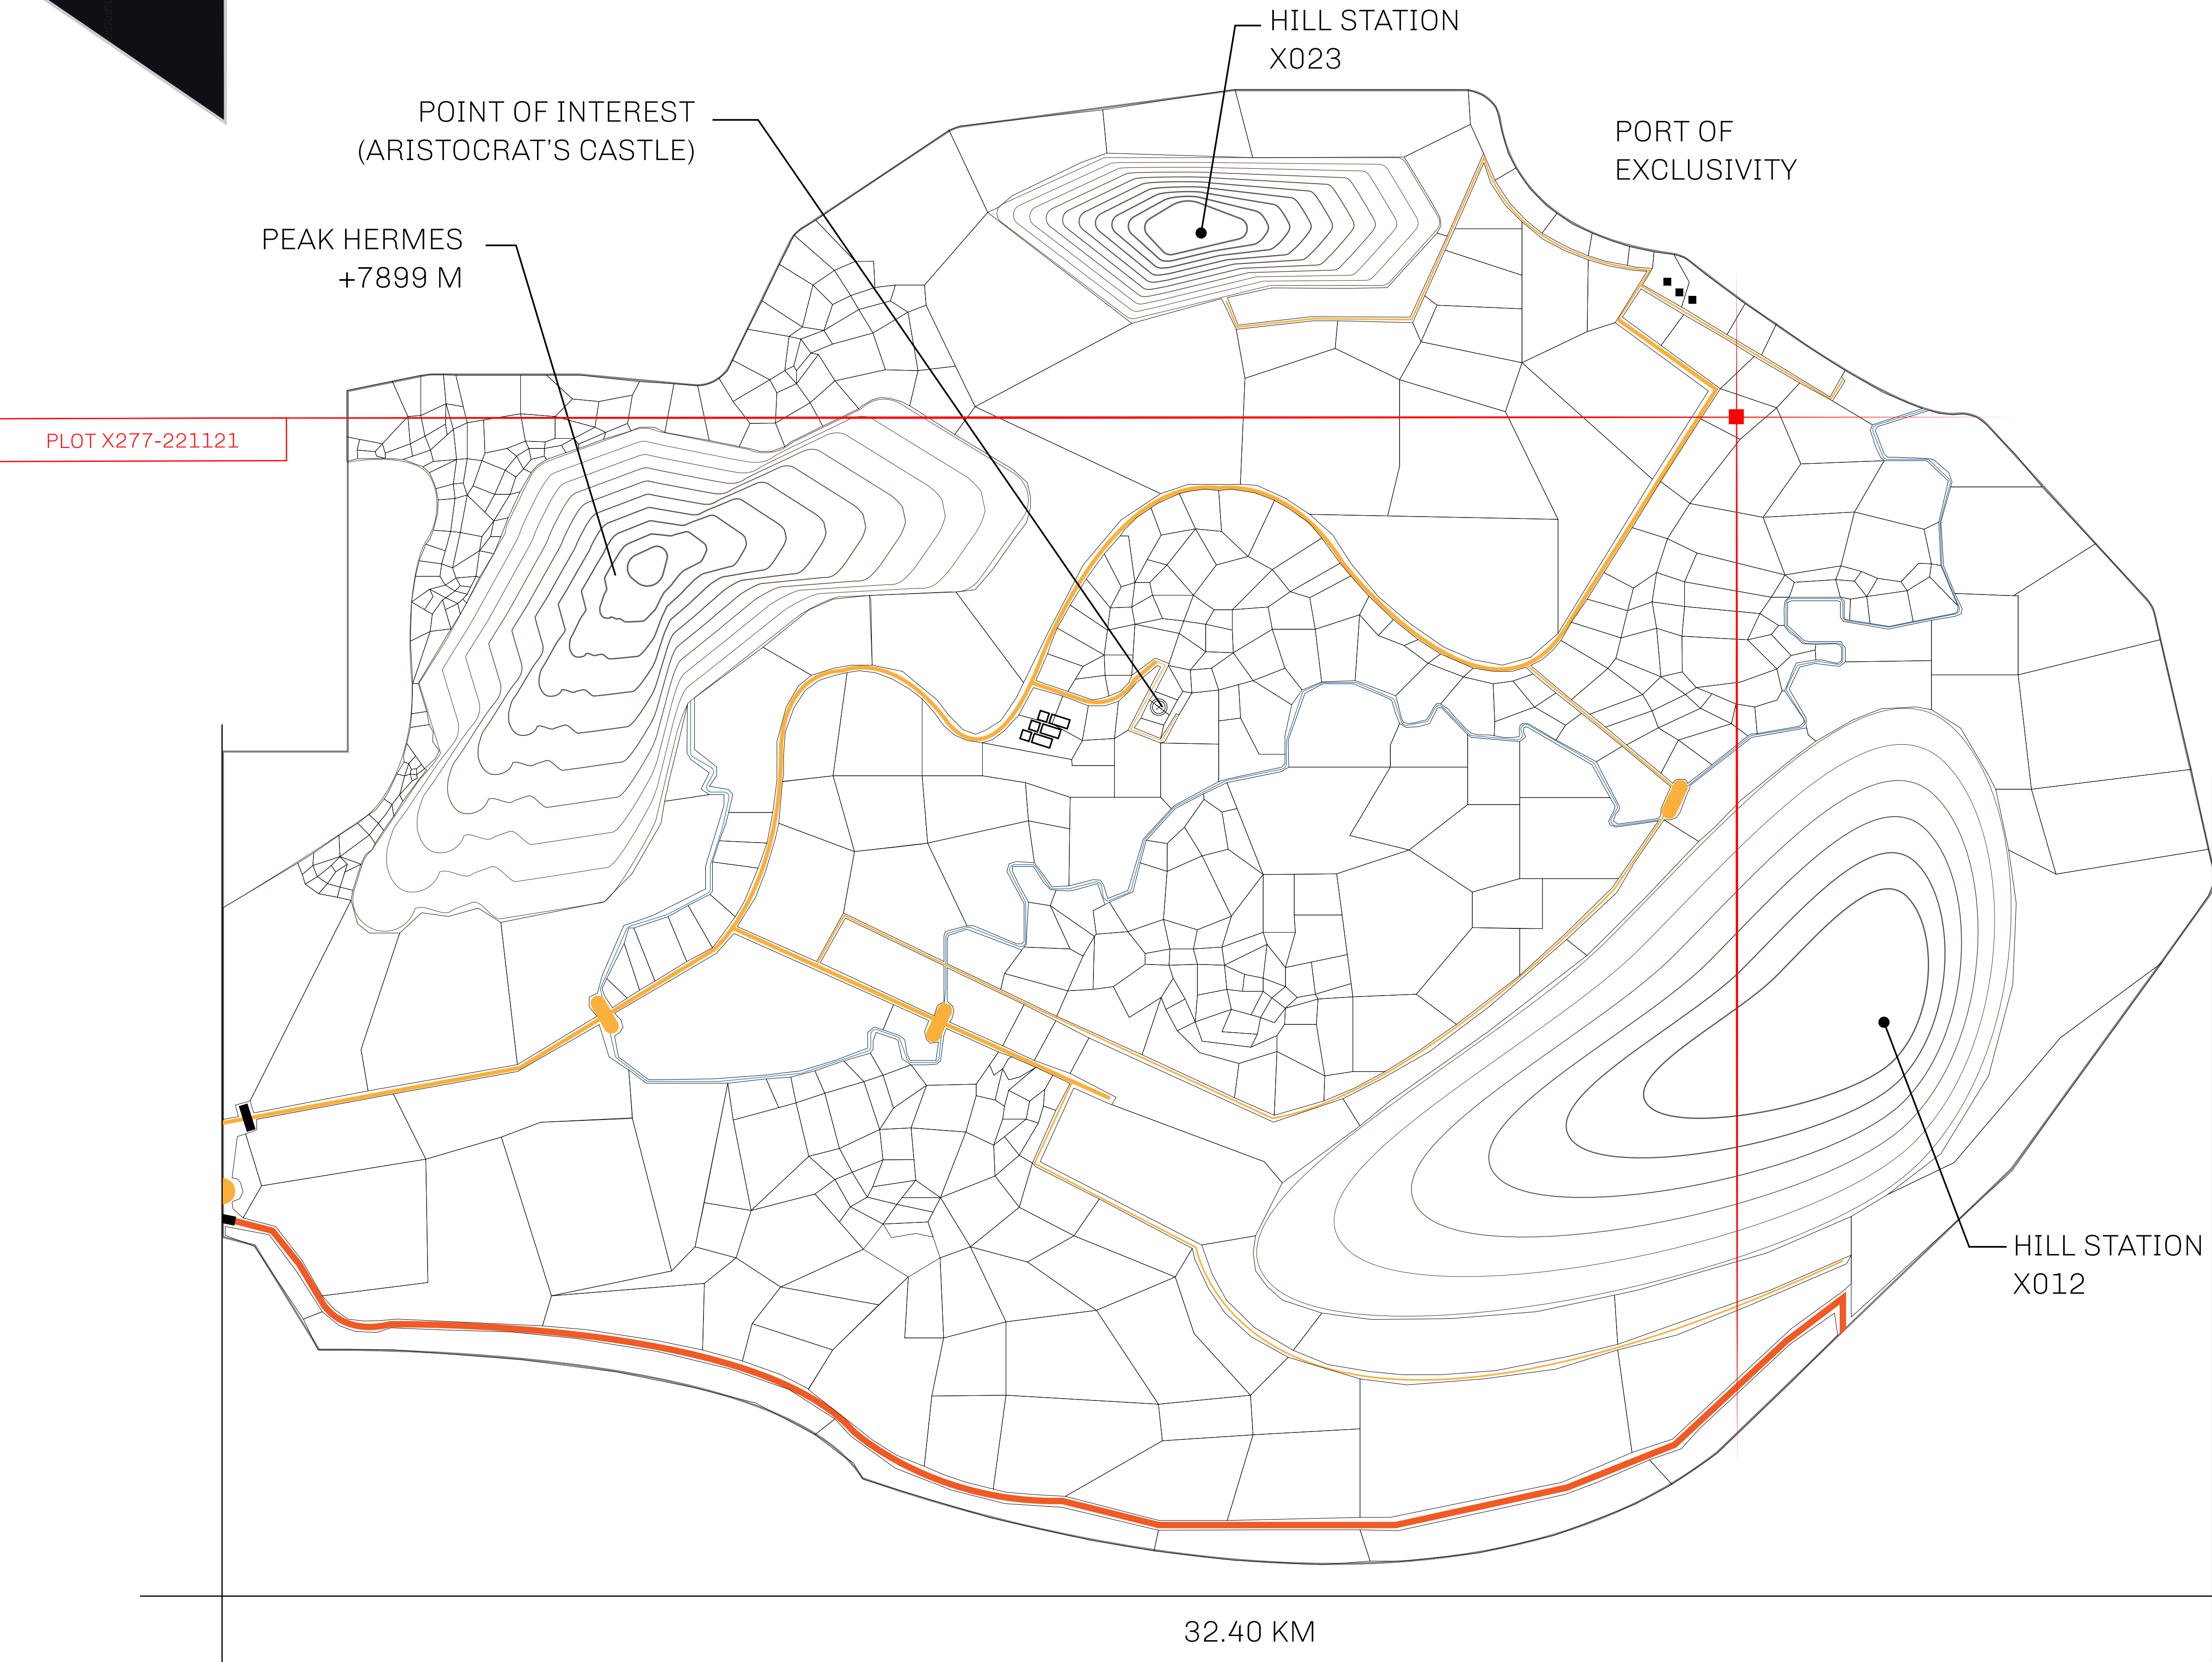 HILL STATION
X023
POINT OF INTEREST
(ARISTOCRAT'S CASTLE)
PORT OF
EXCLUSIVITY
PEAK HERMES
+7899 M
PLOT X277-221121
HILL STATION
X012
32.40 KM